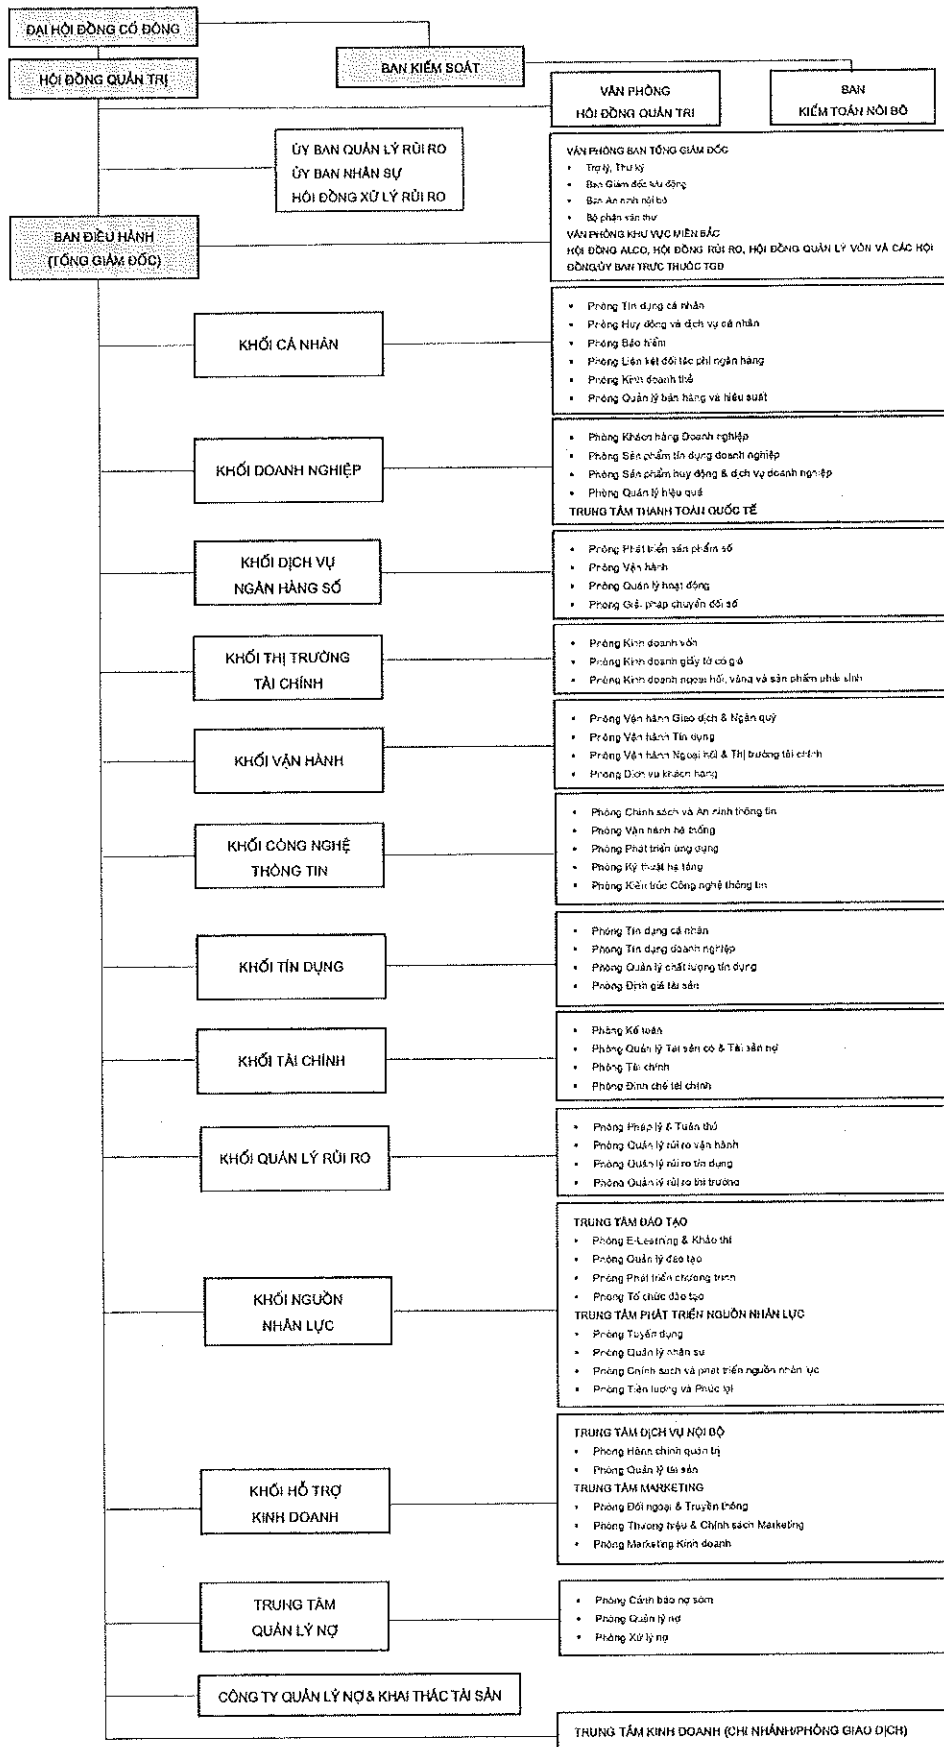 ĐẠI HỘI ĐỒNG CỔ ĐÔNG
BAN KIỂM SOÁT
HỘI ĐỒNG QUẢN TRỊ
VĂN PHÒNG
HỘI ĐỒNG QUẢN TRỊ
BAN
KIỂM TOÁN NỘI BỘ
ỦY BAN QUẢN LÝ RỦI RO
ỦY BAN NHÂN SỰ
HỘI ĐỒNG XỬ LÝ RỦI RO
BAN ĐIỀU HÀNH
(TỔNG GIÁM ĐỐC)
VĂN PHÒNG BAN TỔNG GIÁM ĐỐC
• Trợ lý, Thư ký
• Ban Giám đốc lưu động
• Ban An ninh nội bộ
• Bộ phận văn thư
VĂN PHÒNG KHU VỰC MIỀN BẮC
HỘI ĐỒNG ALCO, HỘI ĐỒNG RỦI RO, HỘI ĐỒNG QUẢN LÝ VỐN VÀ CÁC HỘI
ĐỒNG/ỦY BAN TRỰC THUỘC TGĐ
KHỐI CÁ NHÂN
• Phòng Tín dụng cá nhân
• Phòng Huy động và dịch vụ cá nhân
• Phòng Bảo hiểm
• Phòng Liên kết đối tác phi ngân hàng
• Phòng Kinh doanh thẻ
• Phòng Quản lý bán hàng và hiệu suất
KHỐI DOANH NGHIỆP
• Phòng Khách hàng Doanh nghiệp
• Phòng Sản phẩm tín dụng doanh nghiệp
• Phòng Sản phẩm huy động & dịch vụ doanh nghiệp
• Phòng Quản lý hiệu quả
TRUNG TÂM THANH TOÁN QUỐC TẾ
KHỐI DỊCH VỤ
NGÂN HÀNG SỐ
• Phòng Phát triển sản phẩm số
• Phòng Vận hành
• Phòng Quản lý hoạt động
• Phòng Giải pháp chuyển đổi số
KHỐI THỊ TRƯỜNG
TÀI CHÍNH
• Phòng Kinh doanh vốn
• Phòng Kinh doanh giấy tờ có giá
• Phòng Kinh doanh ngoại hối, vàng và sản phẩm phái sinh
KHỐI VẬN HÀNH
• Phòng Vận hành Giao dịch & Ngân quỹ
• Phòng Vận hành Tín dụng
• Phòng Vận hành Ngoại hối & Thị trường tài chính
• Phòng Dịch vụ khách hàng
KHỐI CÔNG NGHỆ
THÔNG TIN
• Phòng Chính sách và An ninh thông tin
• Phòng Vận hành hệ thống
• Phòng Phát triển ứng dụng
• Phòng Kỹ thuật hạ tầng
• Phòng Kiến trúc Công nghệ thông tin
KHỐI TÍN DỤNG
• Phòng Tín dụng cá nhân
• Phòng Tín dụng doanh nghiệp
• Phòng Quản lý chất lượng tín dụng
• Phòng Định giá tài sản
KHỐI TÀI CHÍNH
• Phòng Kế toán
• Phòng Quản lý Tài sản có & Tài sản nợ
• Phòng Tài chính
• Phòng Định chế tài chính
KHỐI QUẢN LÝ RỦI RO
• Phòng Pháp lý & Tuân thủ
• Phòng Quản lý rủi ro vận hành
• Phòng Quản lý rủi ro tín dụng
• Phòng Quản lý rủi ro thị trường
KHỐI NGUỒN
NHÂN LỰC
TRUNG TÂM ĐÀO TẠO
• Phòng E-Learning & Khảo thí
• Phòng Quản lý đào tạo
• Phòng Phát triển chương trình
• Phòng Tổ chức đào tạo
TRUNG TÂM PHÁT TRIỂN NGUỒN NHÂN LỰC
• Phòng Tuyển dụng
• Phòng Quản lý nhân sự
• Phòng Chính sách và phát triển nguồn nhân lực
• Phòng Tiền lương và Phúc lợi
KHỐI HỖ TRỢ
KINH DOANH
TRUNG TÂM DỊCH VỤ NỘI BỘ
• Phòng Hành chính quản trị
• Phòng Quản lý tài sản
TRUNG TÂM MARKETING
• Phòng Đối ngoại & Truyền thông
• Phòng Thương hiệu & Chính sách Marketing
• Phòng Marketing Kinh doanh
TRUNG TÂM
QUẢN LÝ NỢ
• Phòng Cảnh báo nợ sớm
• Phòng Quản lý nợ
• Phòng Xử lý nợ
CÔNG TY QUẢN LÝ NỢ & KHAI THÁC TÀI SẢN
TRUNG TÂM KINH DOANH (CHI NHÁNH/PHÒNG GIAO DỊCH)